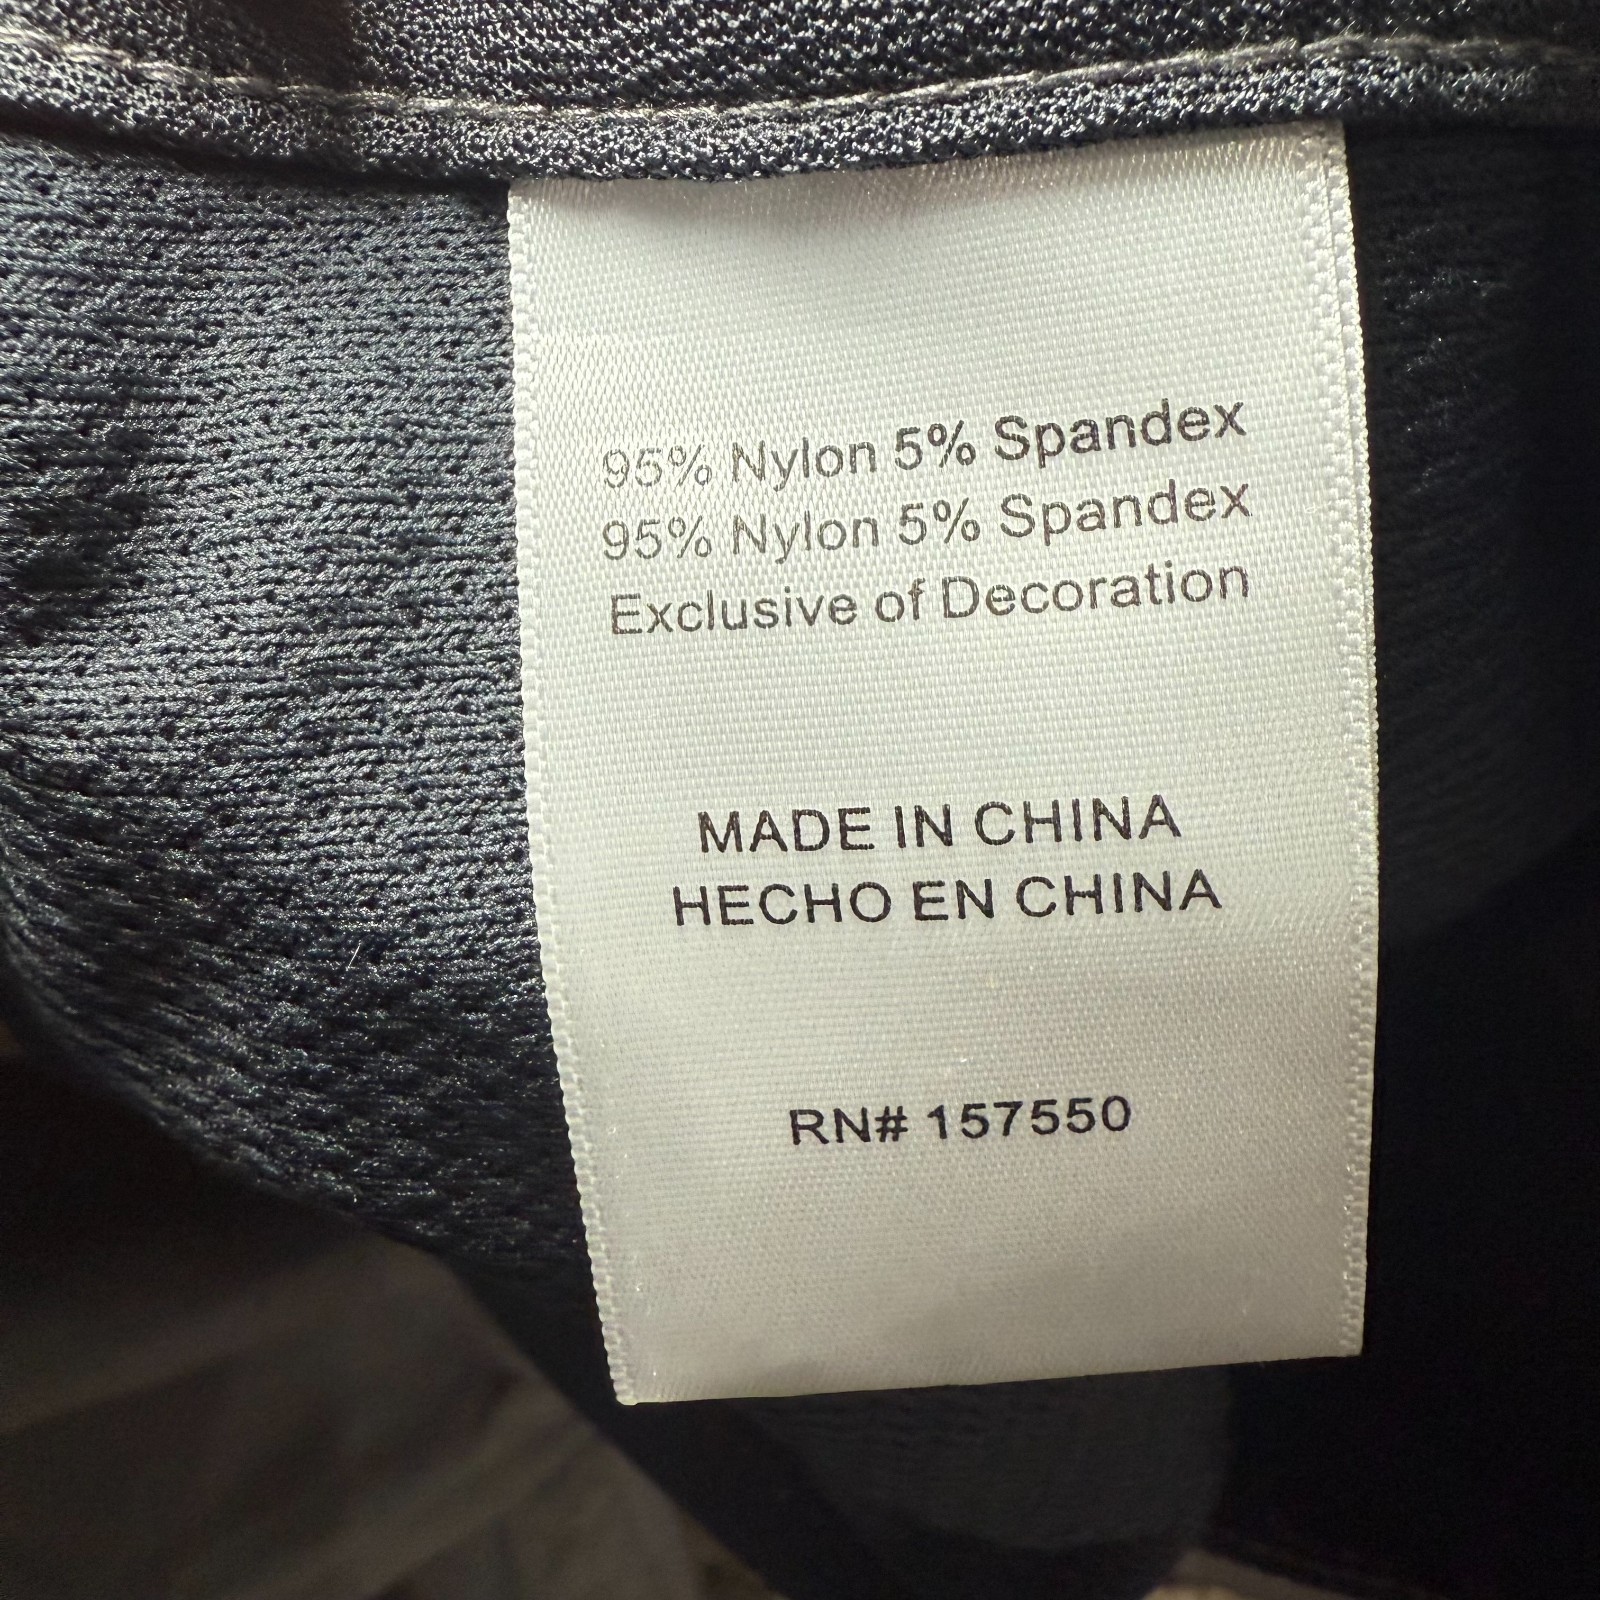 95% Nylon 5% Spandex
95% Nylon 5% Spandex
Exclusive of Decoration
MADE IN CHINA
HECHO EN CHINA
RN# 157550